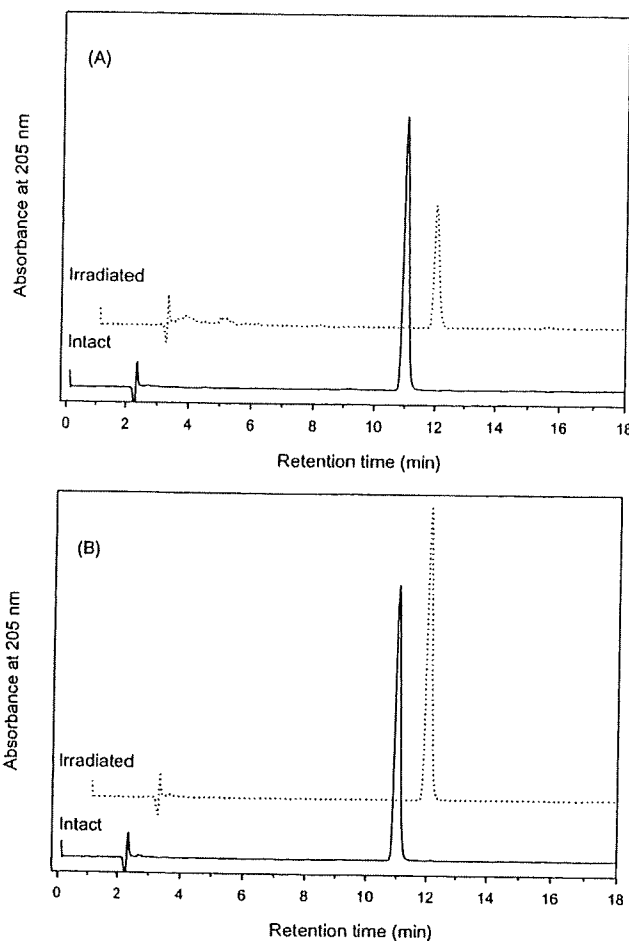 (A)
Absorbance at 205 nm
Irradiated
Intact
0 2 4 6 8 10 12 14 16 18
Retention time (min)
(B)
Absorbance at 205 nm
Irradiated
Intact
0 2 4 6 8 10 12 14 16 18
Retention time (min)